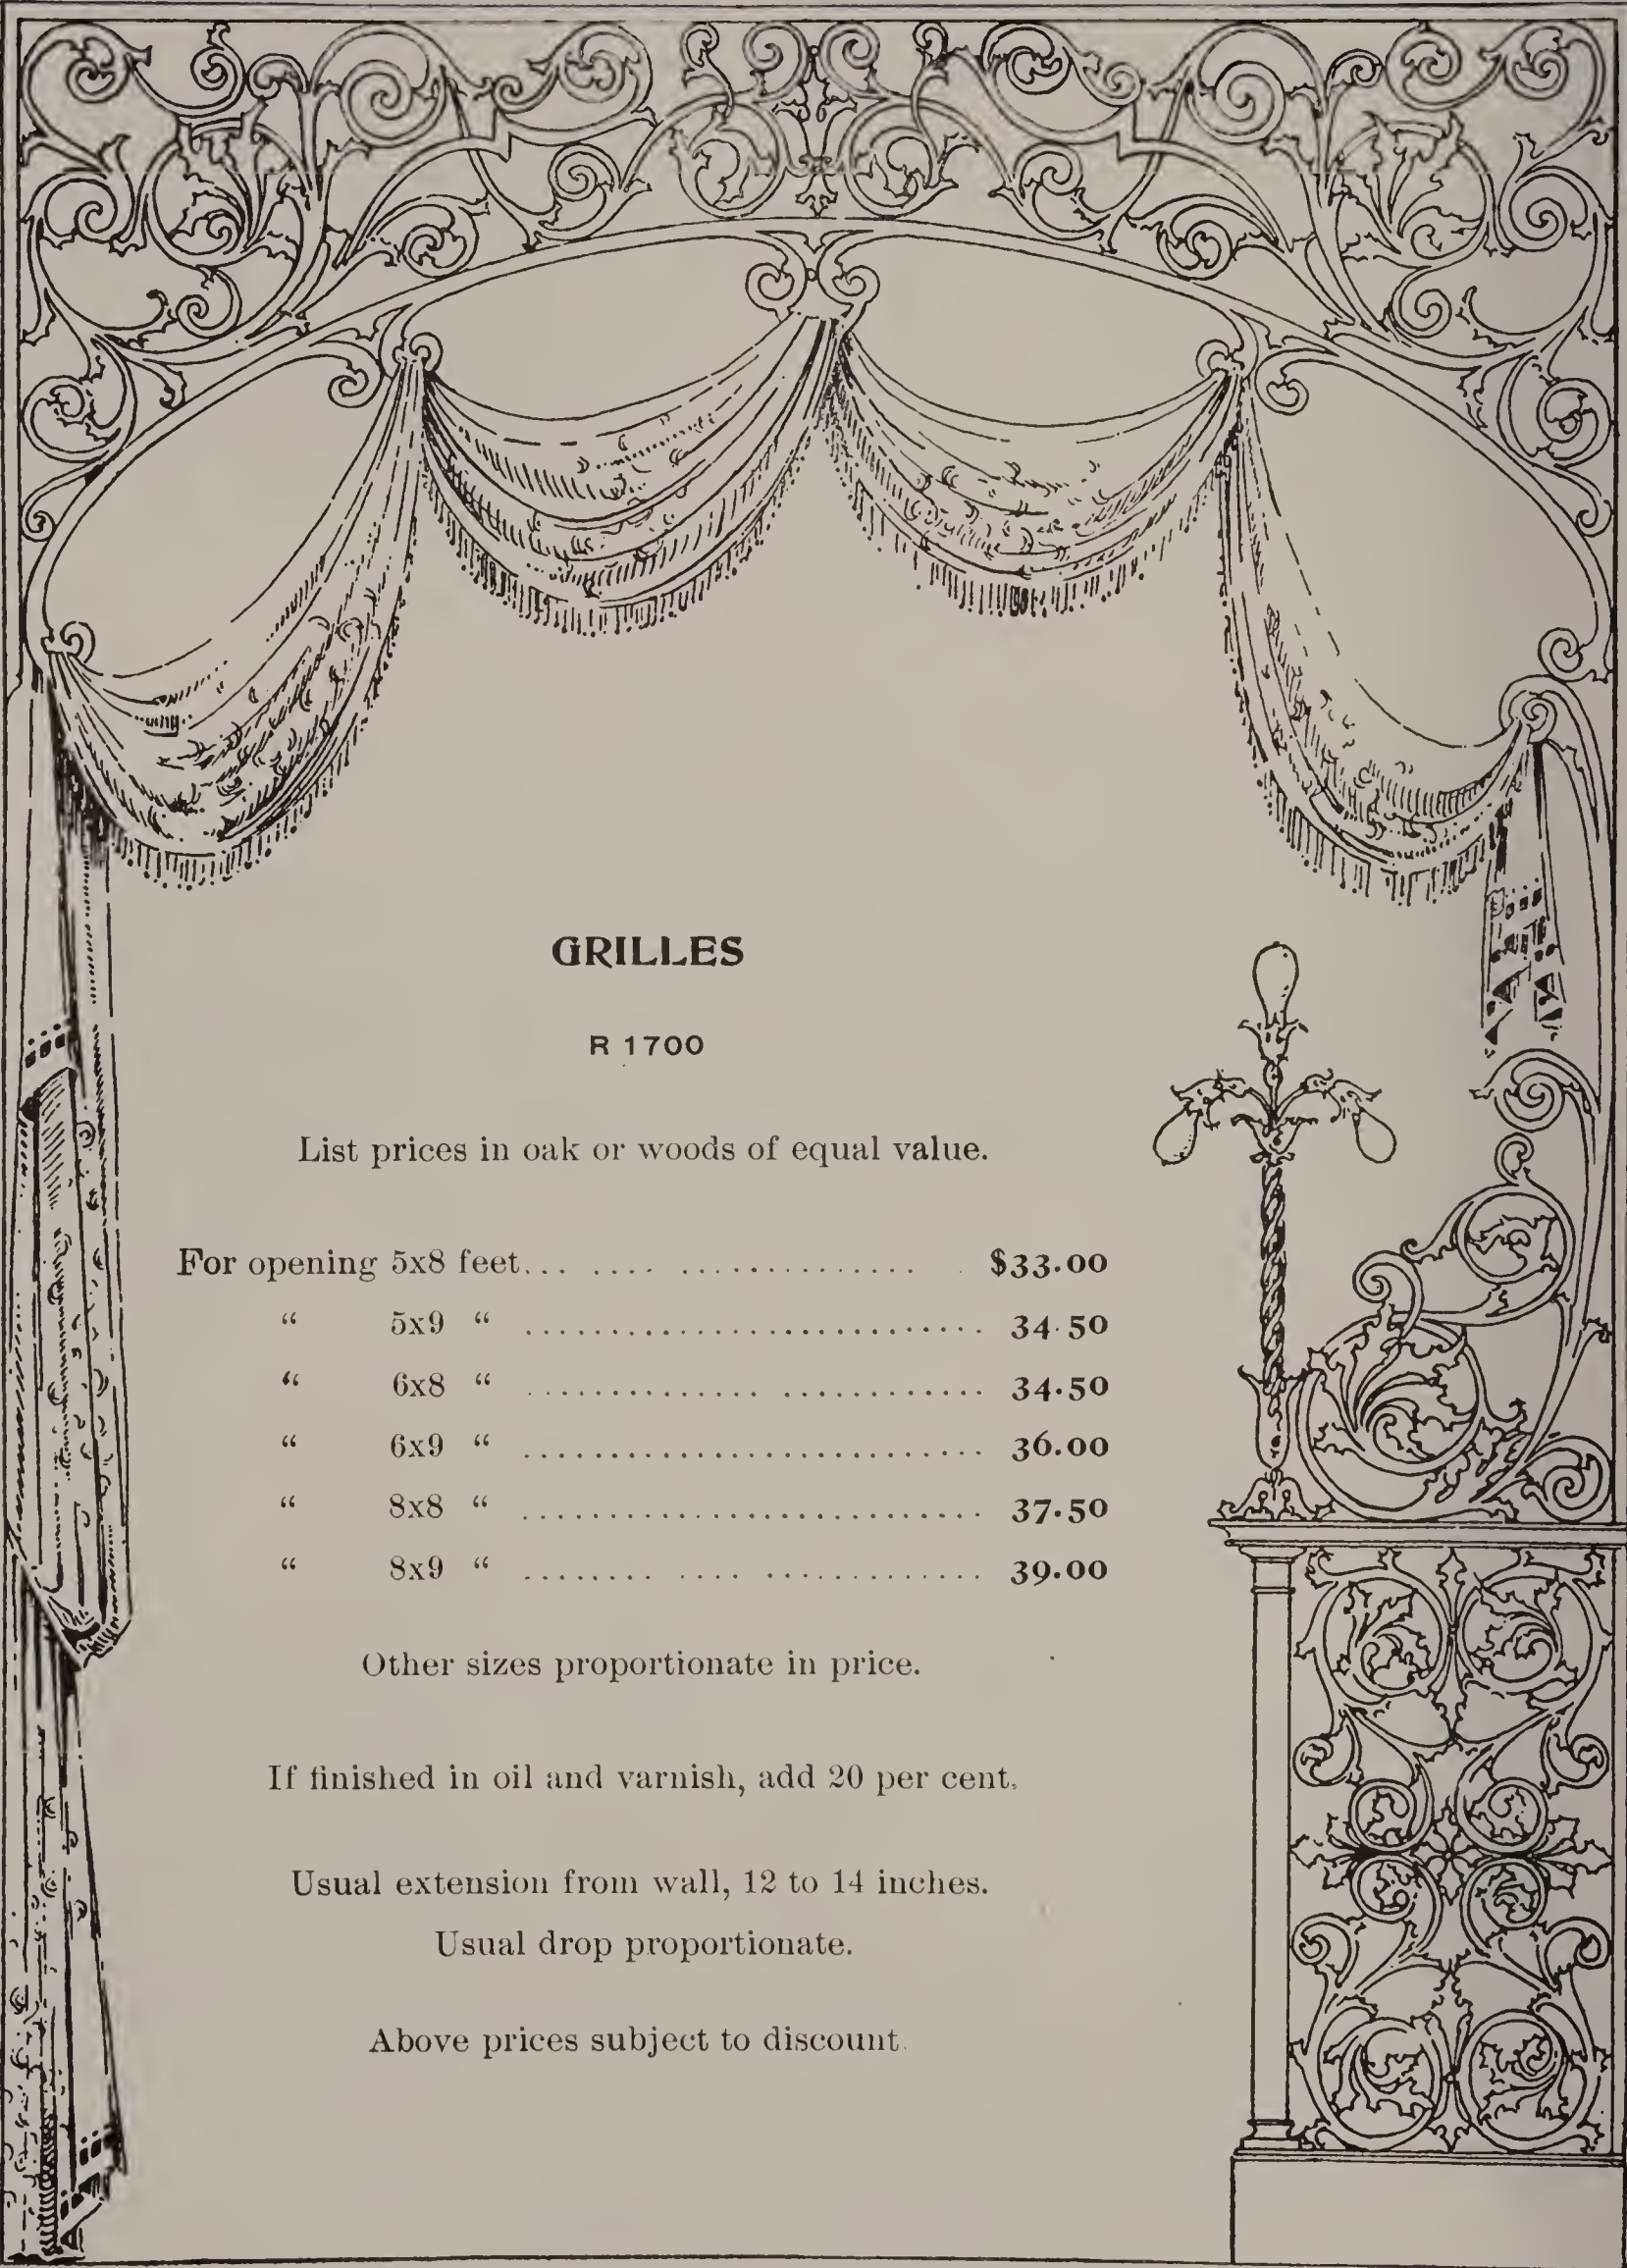 GRILLES
R 1700
List prices in oak or woods of equal value.
For opening 5x8 feet... .... .............. $33.00
“ 5x9 “ ........................... 34.50
“ 6x8 “ ........................... 34.50
“ 6x9 “ ........................... 36.00
“ 8x8 “ ........................... 37.50
“ 8x9 “ ........ .... ............. 39.00
Other sizes proportionate in price.
If finished in oil and varnish, add 20 per cent.
Usual extension from wall, 12 to 14 inches.
Usual drop proportionate.
Above prices subject to discount.